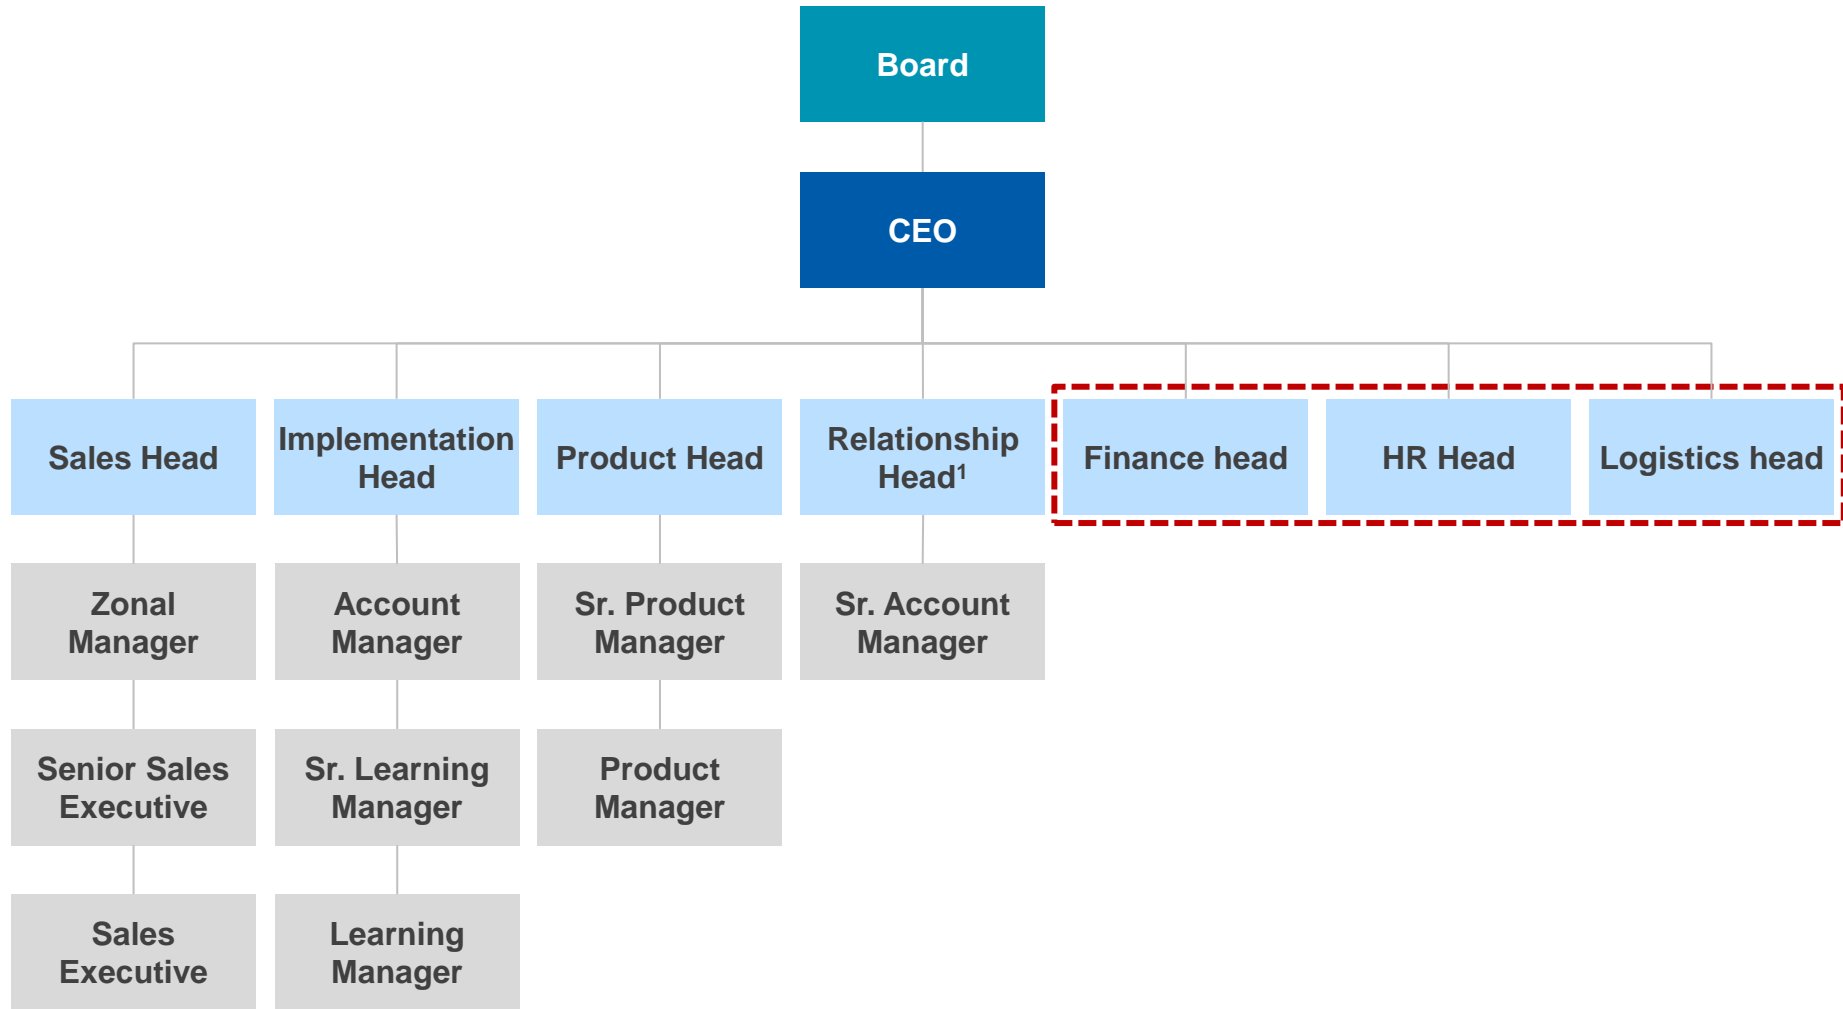 Board
CEO
Sales Head
Implementation
Head
Product Head
Relationship
Head¹
Finance head
HR Head
Logistics head
Zonal
Manager
Account
Manager
Sr. Product
Manager
Sr. Account
Manager
Senior Sales
Executive
Sr. Learning
Manager
Product
Manager
Sales
Executive
Learning
Manager